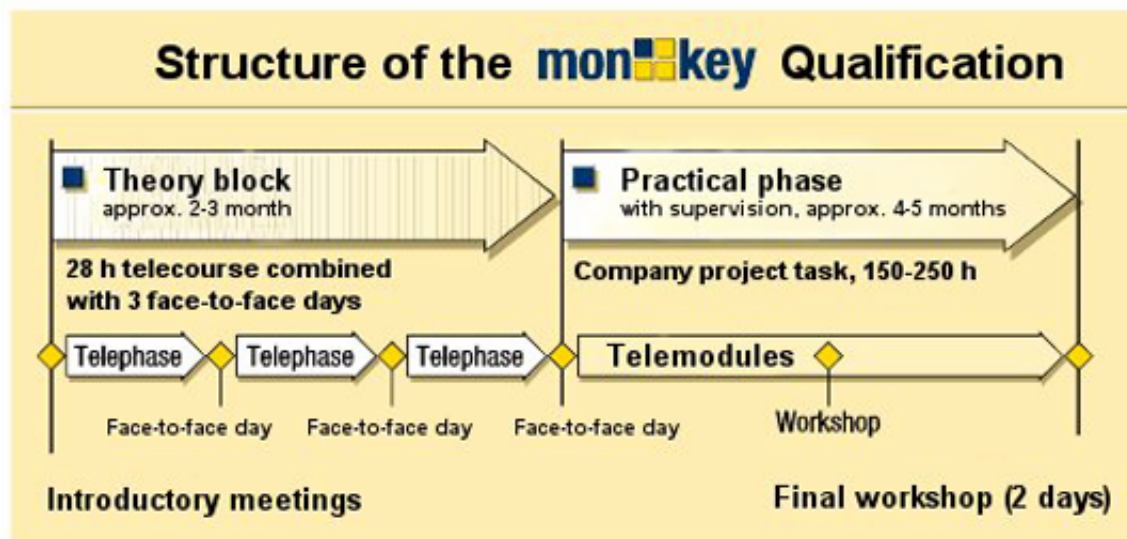 Structure of the mon key Qualification
Theory block
approx. 2-3 month
Practical phase
with supervision, approx. 4-5 months
28 h telecourse combined
with 3 face-to-face days
Company project task, 150-250 h
Telephase
Telephase
Telephase
Telemodules
Face-to-face day
Face-to-face day
Face-to-face day
Workshop
Introductory meetings
Final workshop (2 days)